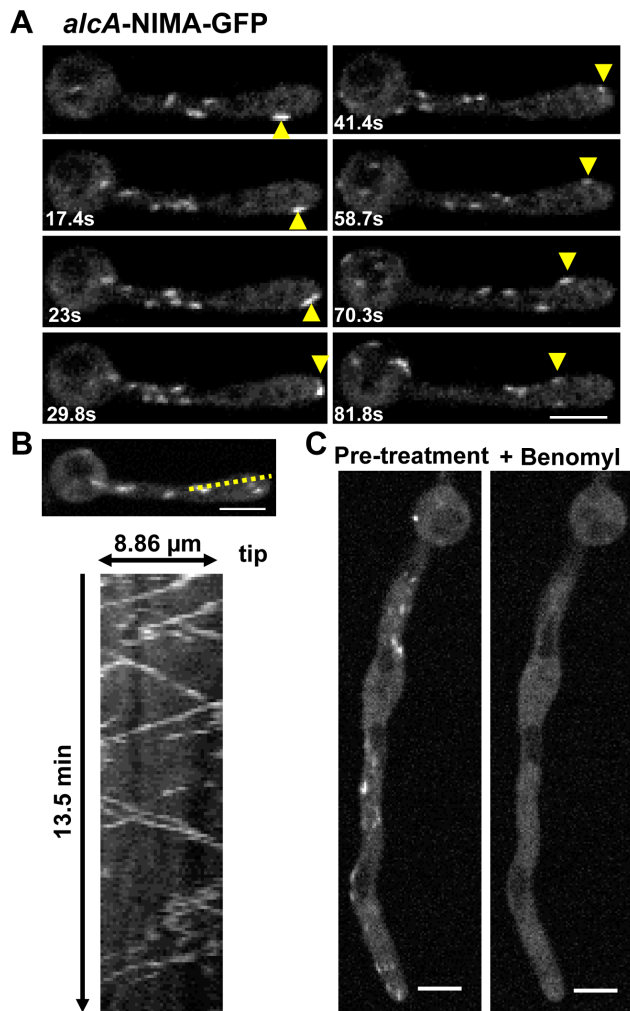 A alcA-NIMA-GFP
41.4s
17.4s
58.7s
23s
70.3s
29.8s
81.8s
B
C Pre-treatment + Benomyl
8.86 µm tip
13.5 min